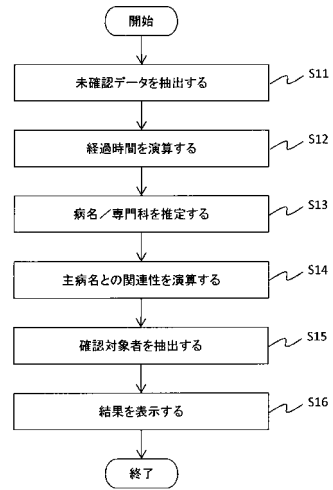 開始
未確認データを抽出する S11
経過時間を演算する S12
病名／専門科を推定する S13
主病名との関連性を演算する S14
確認対象者を抽出する S15
結果を表示する S16
終了